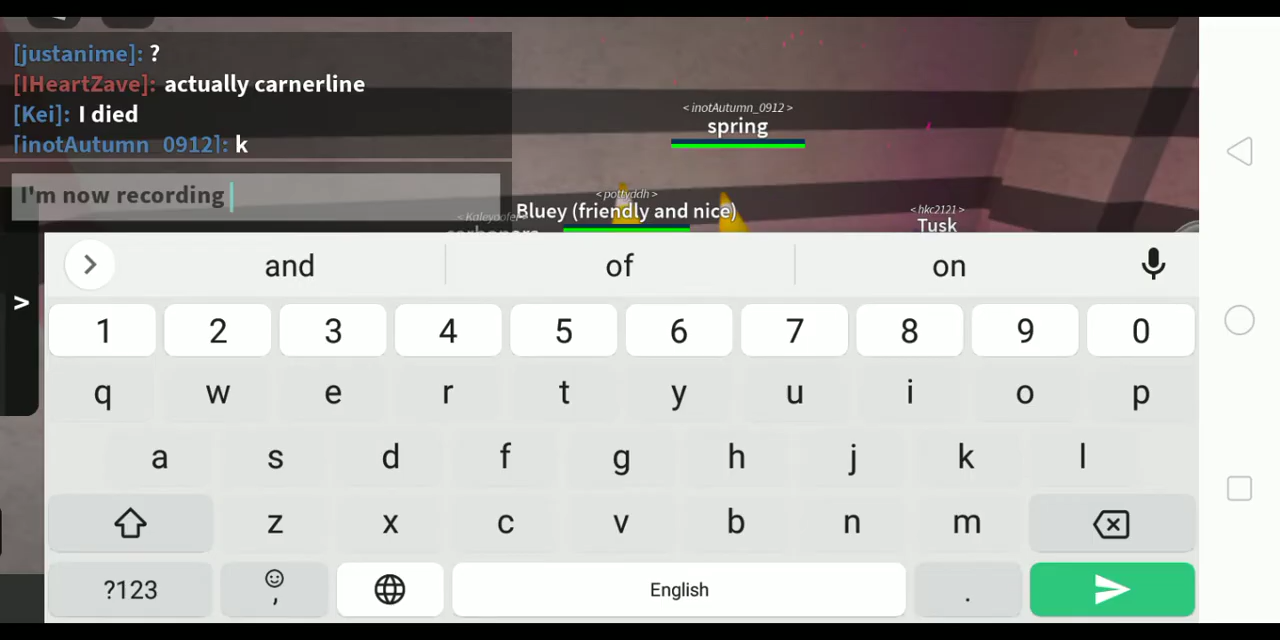 [justanime]: ?
[IHeartZave]: actually carnerline
[Kei]: I died
[inotAutumn_0912]: k
I'm now recording
< inotAutumn_0912 >
spring
< pottyddh >
Bluey (friendly and nice)
< hkc2121 >
Tusk
>
and of on
1 2 3 4 5 6 7 8 9 0
q w e r t y u i o p
a s d f g h j k l
z x c v b n m
?123 , English .